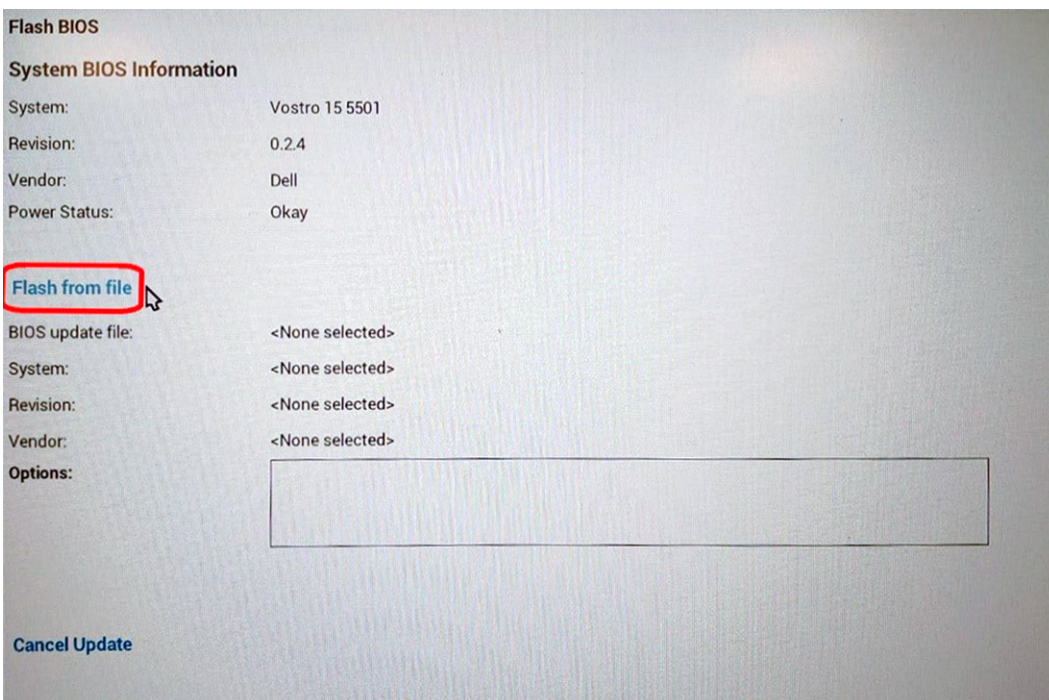 Flash BIOS
System BIOS Information
System: Vostro 15 5501
Revision: 0.2.4
Vendor: Dell
Power Status: Okay
Flash from file
BIOS update file: <None selected>
System: <None selected>
Revision: <None selected>
Vendor: <None selected>
Options:
Cancel Update